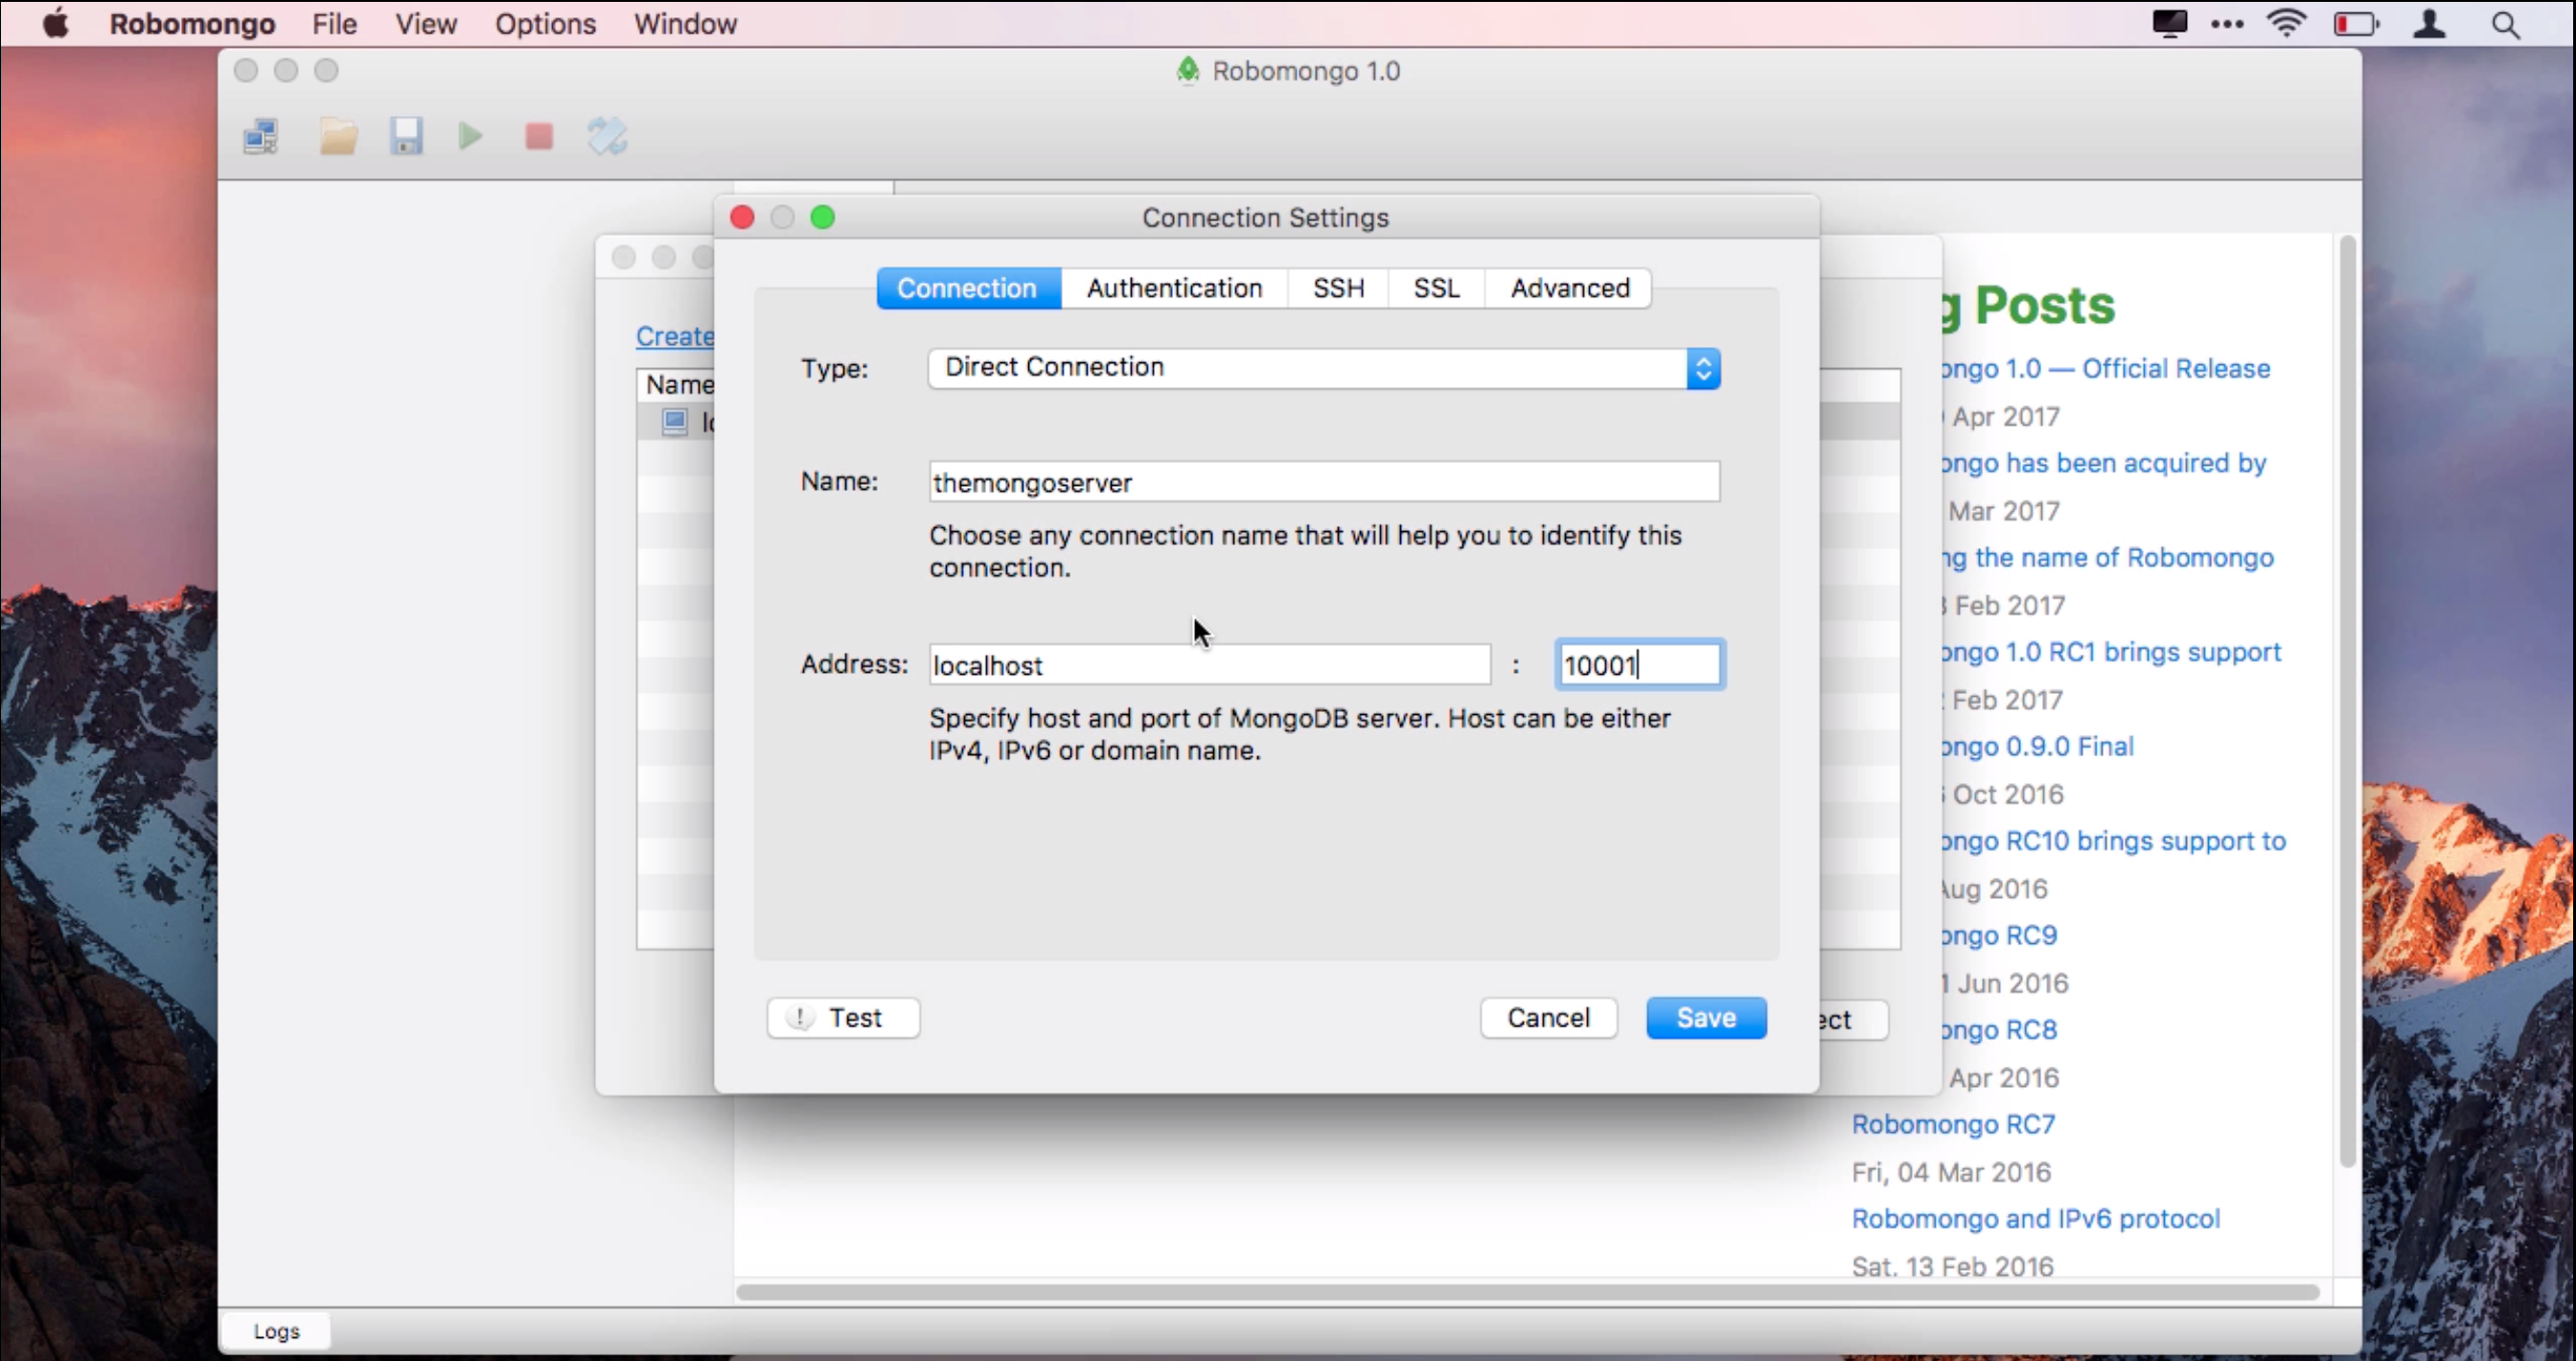 Robomongo File View Options Window
Robomongo 1.0
Connection Settings
Connection Authentication SSH SSL Advanced
Create
Name
Type: Direct Connection
Name: themongoserver
Choose any connection name that will help you to identify this
connection.
Address: localhost : 10001
Specify host and port of MongoDB server. Host can be either
IPv4, IPv6 or domain name.
! Test Cancel Save
ect
g Posts
ongo 1.0 — Official Release
Apr 2017
ongo has been acquired by
Mar 2017
ng the name of Robomongo
Feb 2017
ongo 1.0 RC1 brings support
Feb 2017
ongo 0.9.0 Final
Oct 2016
ongo RC10 brings support to
Aug 2016
ongo RC9
1 Jun 2016
ongo RC8
Apr 2016
Robomongo RC7
Fri, 04 Mar 2016
Robomongo and IPv6 protocol
Sat, 13 Feb 2016
Logs